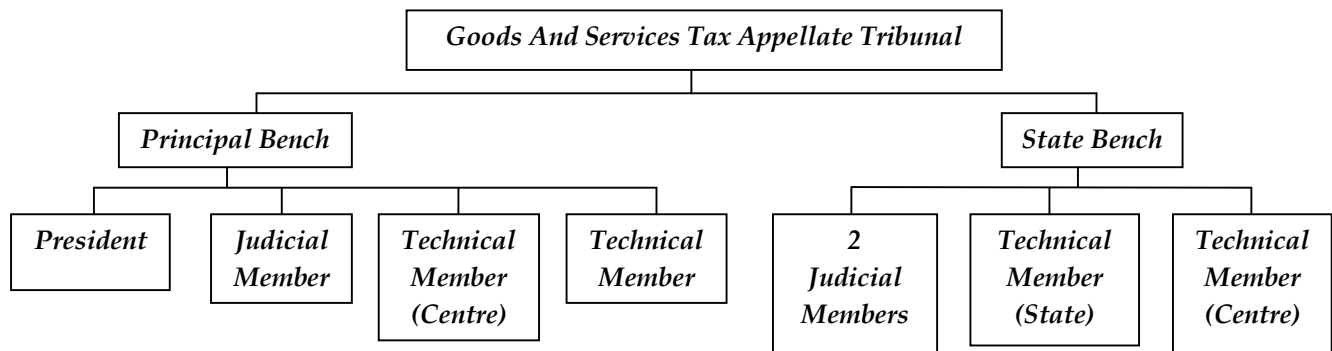 Goods And Services Tax Appellate Tribunal
Principal Bench
State Bench
President
Judicial
Member
Technical
Member
(Centre)
Technical
Member
2
Judicial
Members
Technical
Member
(State)
Technical
Member
(Centre)